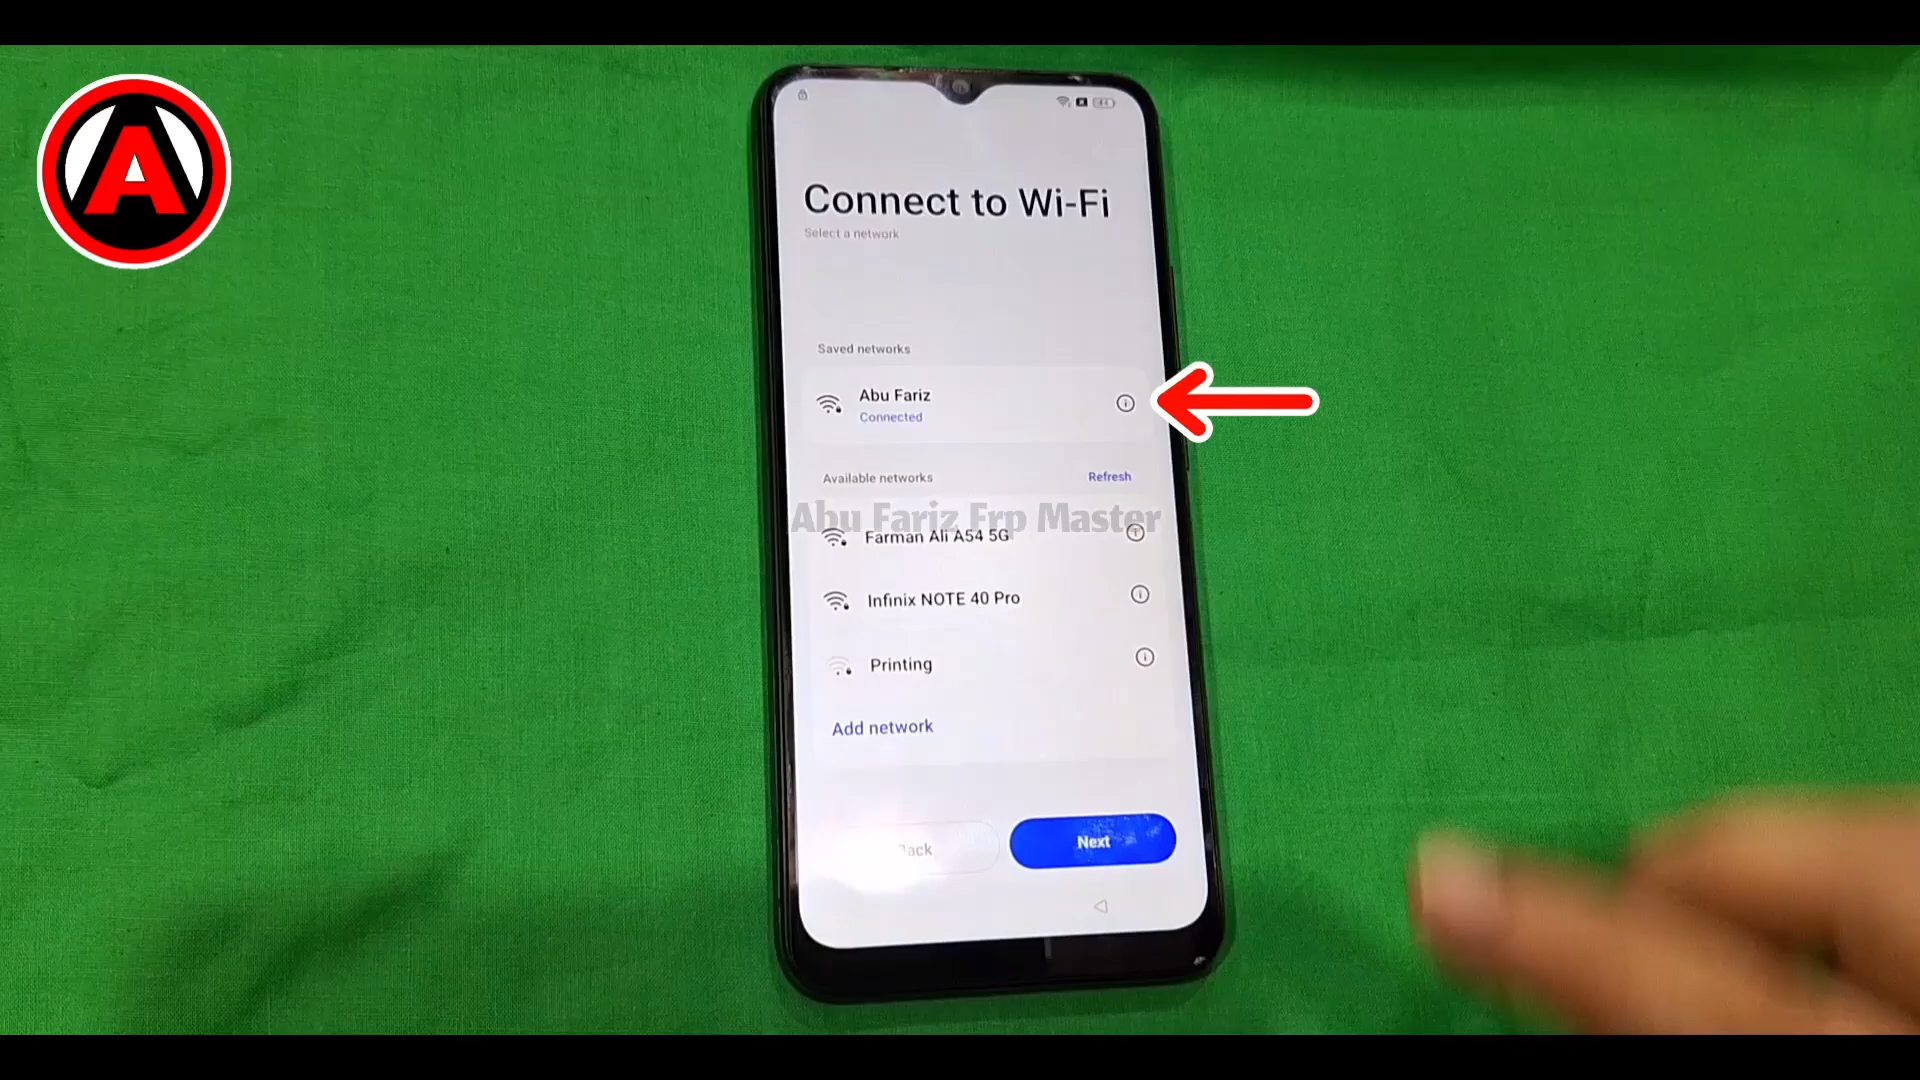 A
Connect to Wi-Fi
Select a network
Saved networks
Abu Fariz
Connected
Available networks
Refresh
Abu Fariz Frp Master
Farman Ali A54 5G
Infinix NOTE 40 Pro
Printing
Add network
Back
Next